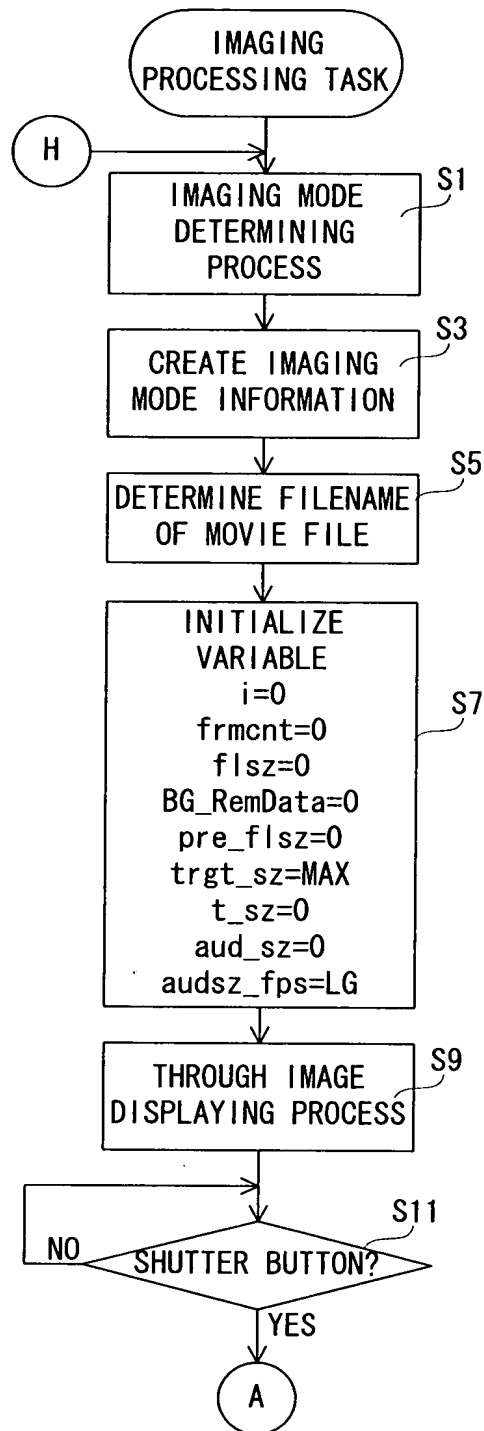 IMAGING
PROCESSING TASK
H
S1
IMAGING MODE
DETERMINING
PROCESS
S3
CREATE IMAGING
MODE INFORMATION
S5
DETERMINE FILENAME
OF MOVIE FILE
S7
INITIALIZE
VARIABLE
i=0
frmcnt=0
flsz=0
BG_RemData=0
pre_flsz=0
trgt_sz=MAX
t_sz=0
aud_sz=0
audsz_fps=LG
S9
THROUGH IMAGE
DISPLAYING PROCESS
S11
NO
SHUTTER BUTTON?
YES
A